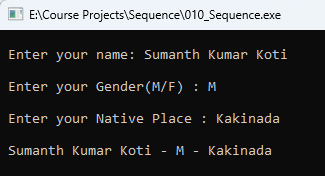 E:\Course Projects\Sequence\010_Sequence.exe
Enter your name: Sumanth Kumar Koti
Enter your Gender(M/F) : M
Enter your Native Place : Kakinada
Sumanth Kumar Koti - M - Kakinada